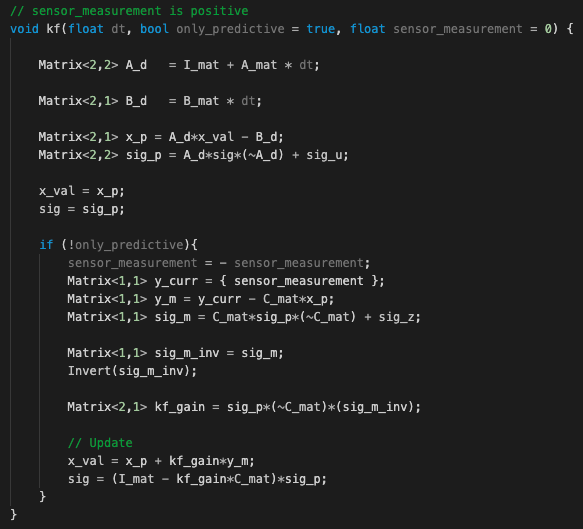 // sensor_measurement is positive
void kf(float dt, bool only_predictive = true, float sensor_measurement = 0) {
Matrix<2,2> A_d   = I_mat + A_mat * dt;
Matrix<2,1> B_d   = B_mat * dt;
Matrix<2,1> x_p = A_d*x_val - B_d;
Matrix<2,2> sig_p = A_d*sig*(~A_d) + sig_u;
x_val = x_p;
sig = sig_p;
if (!only_predictive){
sensor_measurement = - sensor_measurement;
Matrix<1,1> y_curr = { sensor_measurement };
Matrix<1,1> y_m = y_curr - C_mat*x_p;
Matrix<1,1> sig_m = C_mat*sig_p*(~C_mat) + sig_z;
Matrix<1,1> sig_m_inv = sig_m;
Invert(sig_m_inv);
Matrix<2,1> kf_gain = sig_p*(~C_mat)*(sig_m_inv);
// Update
x_val = x_p + kf_gain*y_m;
sig = (I_mat - kf_gain*C_mat)*sig_p;
}
}